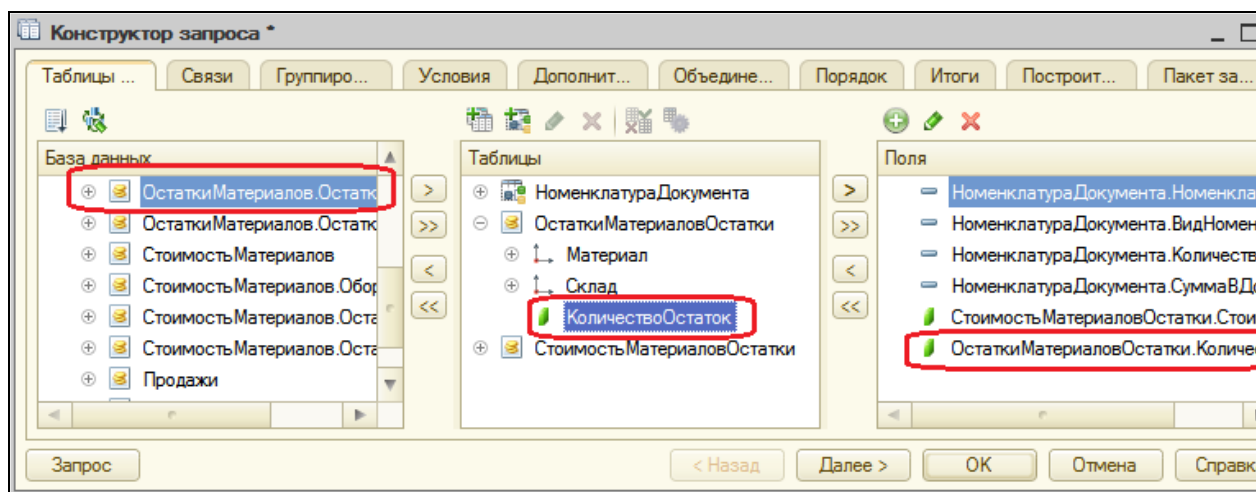 Конструктор запроса *
Таблицы ... Связи Группиро... Условия Дополнит... Объедине... Порядок Итоги Построит... Пакет за...
База данных
ОстаткиМатериалов.Остатк
ОстаткиМатериалов.Остатк
СтоимостьМатериалов
СтоимостьМатериалов.Обор
СтоимостьМатериалов.Оста
СтоимостьМатериалов.Оста
Продажи
>
>>
<
<<
Таблицы
НоменклатураДокумента
ОстаткиМатериаловОстатки
Материал
Склад
КоличествоОстаток
СтоимостьМатериаловОстатки
>
>>
<
<<
Поля
НоменклатураДокумента.Номенкла
НоменклатураДокумента.ВидНомен
НоменклатураДокумента.Количеств
НоменклатураДокумента.СуммаВДо
СтоимостьМатериаловОстатки.Стои
ОстаткиМатериаловОстатки.Количе
Запрос < Назад Далее > OK Отмена Справк